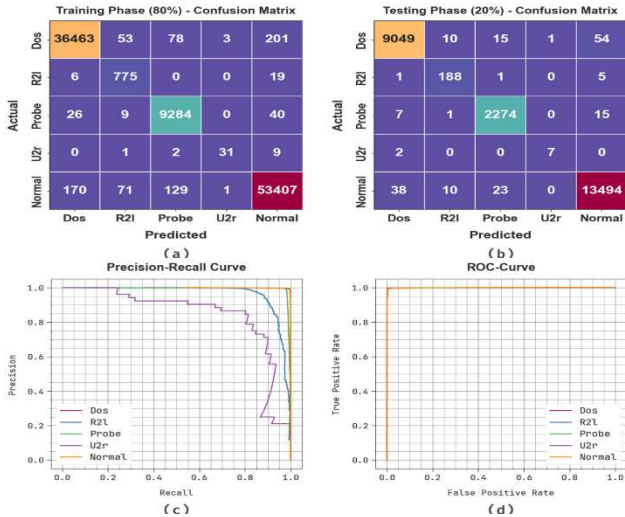 Training Phase (80%) - Confusion Matrix
Actual
Dos 36463 53 78 3 201
R2l 6 775 0 0 19
Probe 26 9 9284 0 40
U2r 0 1 2 31 9
Normal 170 71 129 1 53407
Dos R2l Probe U2r Normal
Predicted
(a)
Testing Phase (20%) - Confusion Matrix
Actual
Dos 9049 10 15 1 54
R2l 1 188 1 0 5
Probe 7 1 2274 0 15
U2r 2 0 0 7 0
Normal 38 10 23 0 13494
Dos R2l Probe U2r Normal
Predicted
(b)
Precision-Recall Curve
Precision
1.0
0.8
0.6
0.4
0.2
0.0
Dos
R2l
Probe
U2r
Normal
0.0 0.2 0.4 0.6 0.8 1.0
Recall
(c)
ROC-Curve
True Positive Rate
1.0
0.8
0.6
0.4
0.2
0.0
Dos
R2l
Probe
U2r
Normal
0.0 0.2 0.4 0.6 0.8 1.0
False Positive Rate
(d)